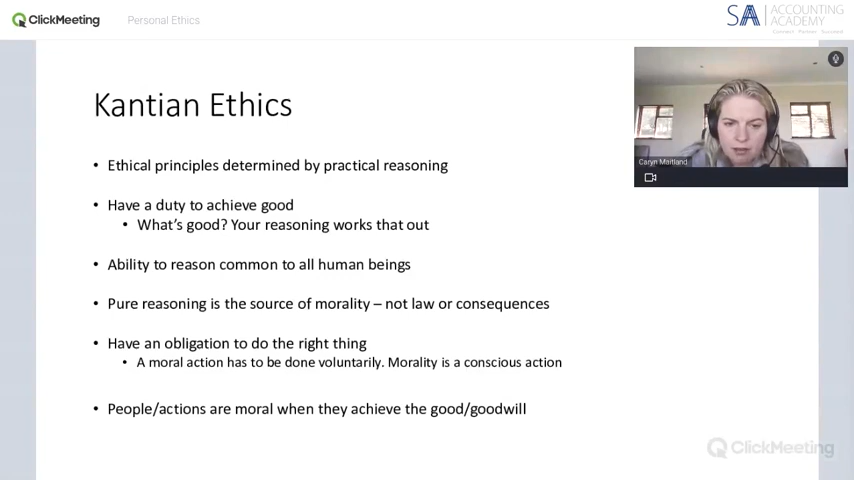 ClickMeeting
Personal Ethics
SAA
ACCOUNTING
ACADEMY
Kantian Ethics
• Ethical principles determined by practical reasoning
• Have a duty to achieve good
• What's good? Your reasoning works that out
• Ability to reason common to all human beings
• Pure reasoning is the source of morality – not law or consequences
• Have an obligation to do the right thing
• A moral action has to be done voluntarily. Morality is a conscious action
• People/actions are moral when they achieve the good/goodwill
Caryn Maitland
ClickMeeting